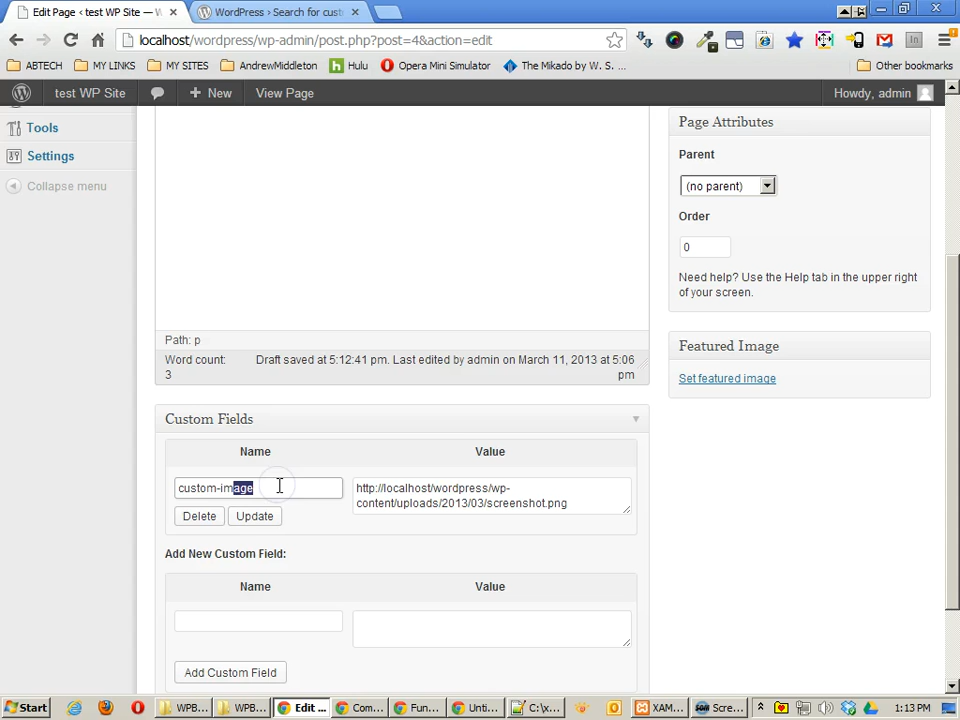 Edit Page < test WP Site — W
WordPress › Search for cust
localhost/wordpress/wp-admin/post.php?post=4&action=edit
ABTECH MY LINKS MY SITES AndrewMiddleton Hulu Opera Mini Simulator The Mikado by W. S. ... Other bookmarks
test WP Site + New View Page Howdy, admin
Tools
Settings
Collapse menu
Page Attributes
Parent
(no parent)
Order
0
Need help? Use the Help tab in the upper right
of your screen.
Path: p
Word count:
3
Draft saved at 5:12:41 pm. Last edited by admin on March 11, 2013 at 5:06
pm
Featured Image
Set featured image
Custom Fields
Name Value
custom-image
http://localhost/wordpress/wp-
content/uploads/2013/03/screenshot.png
Delete Update
Add New Custom Field:
Name Value
Add Custom Field
Start WPB... WPB... Edit ... Com... Fun... Unti... C:\x... XAM... Scre... 1:13 PM